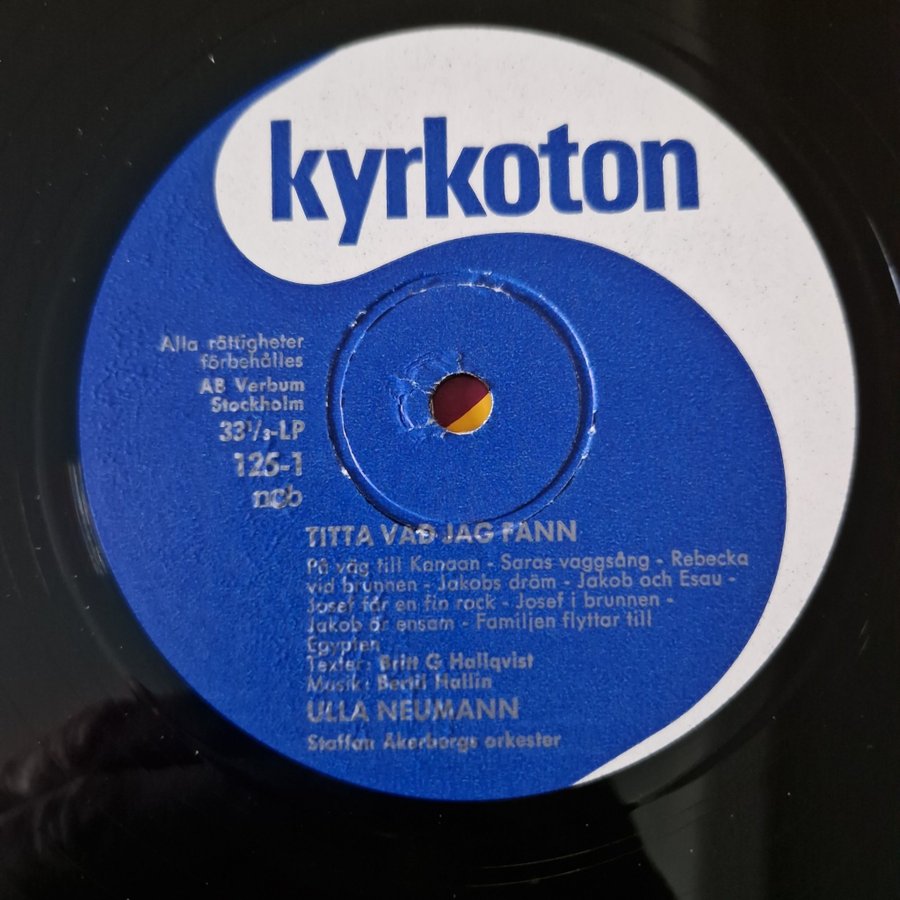 kyrkoton
Alla rättigheter
förbehålles
AB Verbum
Stockholm
33⅓-LP
125-1
ncb
TITTA VAD JAG FANN
På väg till Kanaan - Saras vaggsång - Rebecka
vid brunnen - Jakobs dröm - Jakob och Esau -
Josef får en fin rock - Josef i brunnen -
Jakob är ensam - Familjen flyttar till
Egypten
Texter: Britt G Hallqvist
Musik: Bertil Hallin
ULLA NEUMANN
Staffan Åkerbergs orkester